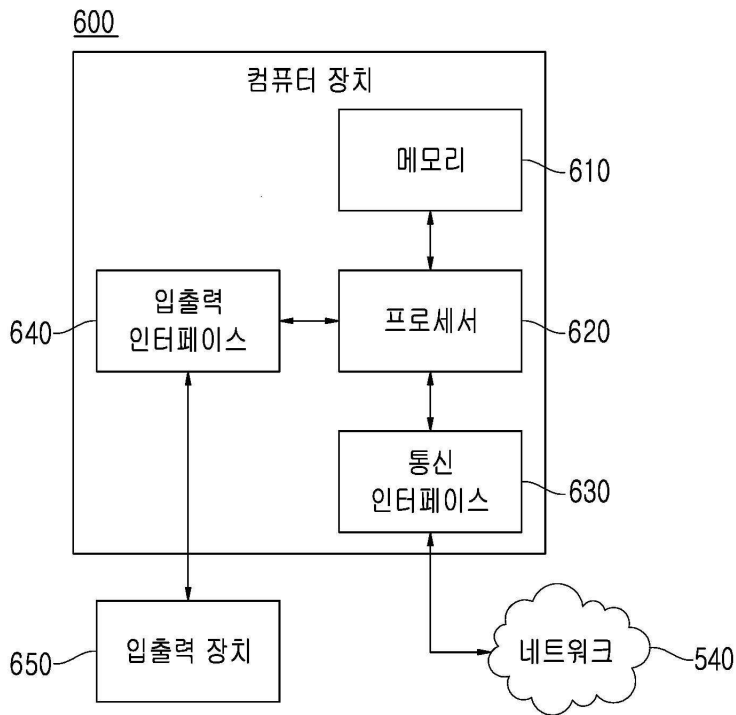 600
컴퓨터 장치
메모리
610
입출력
인터페이스
640
프로세서
620
통신
인터페이스
630
입출력 장치
650
네트워크
540